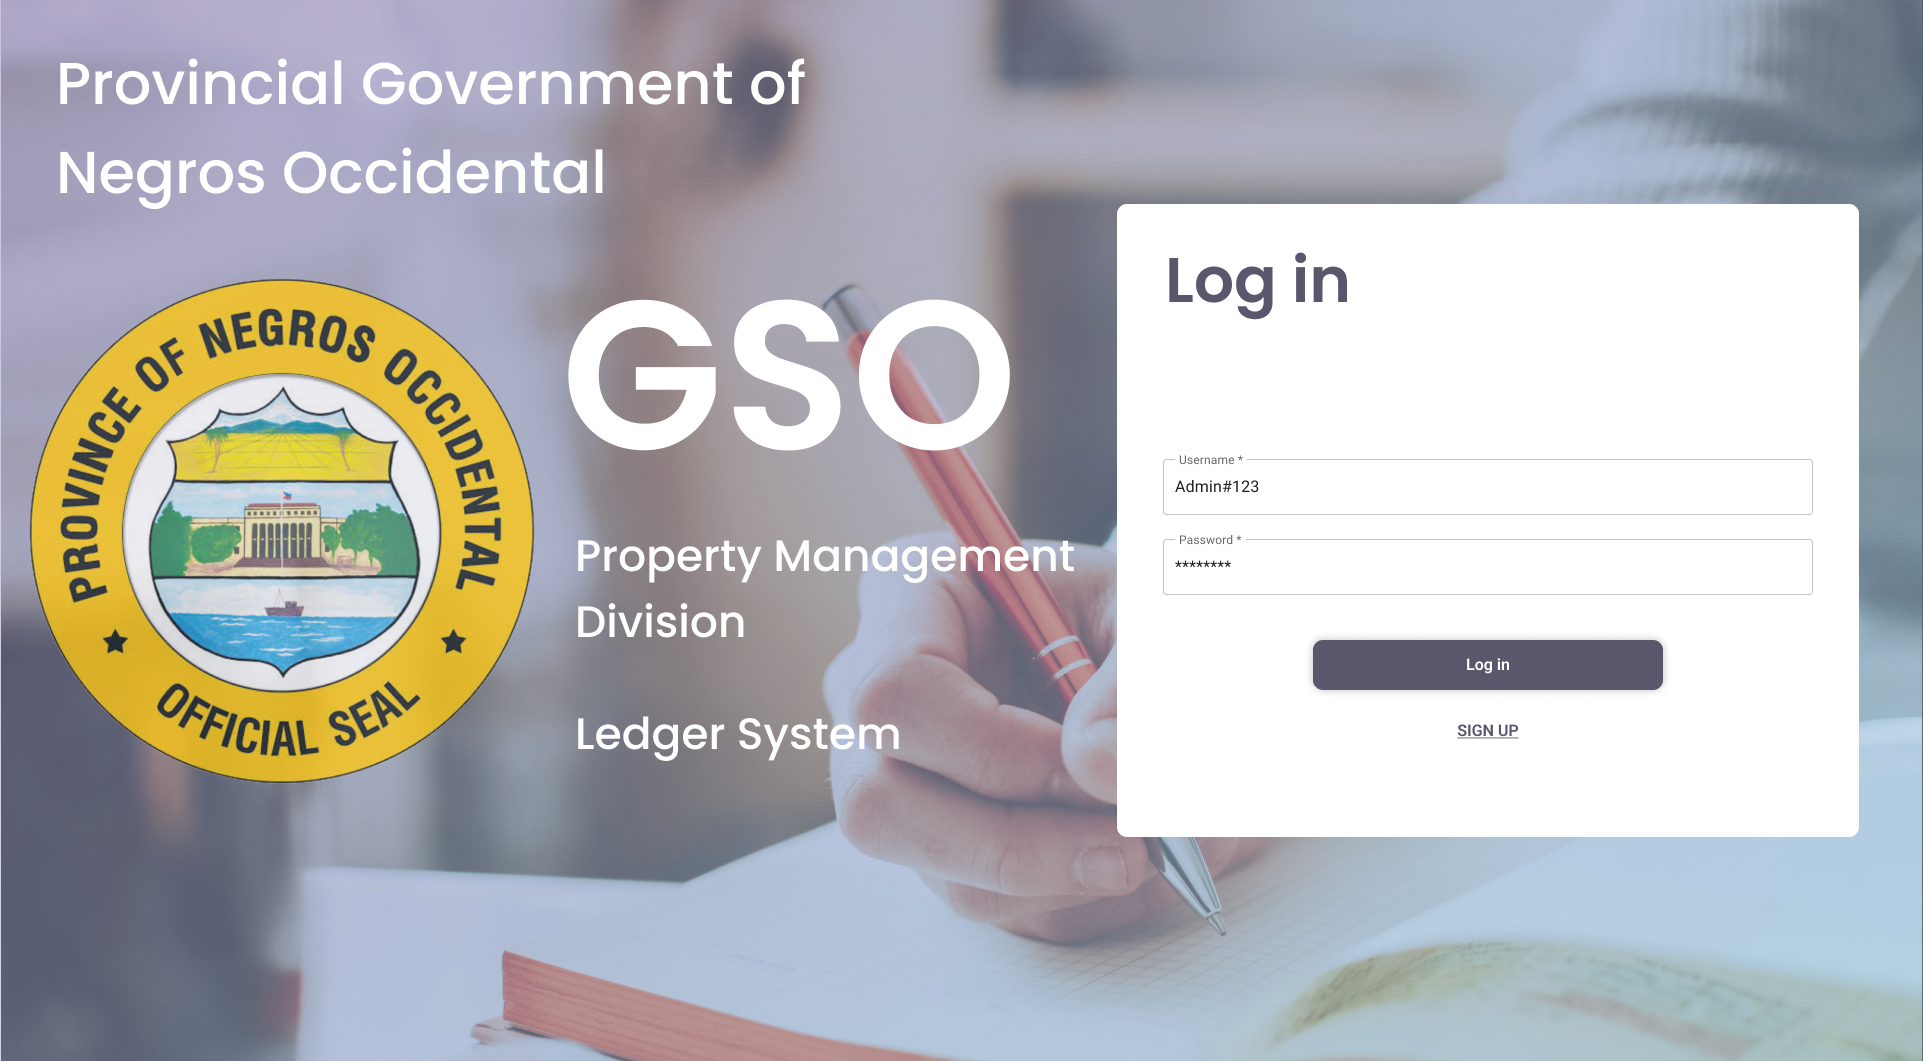 Provincial Government of
Negros Occidental
PROVINCE OF NEGROS OCCIDENTAL
OFFICIAL SEAL
GSO
Property Management
Division
Ledger System
Log in
Username *
Admin#123
Password *
********
Log in
SIGN UP